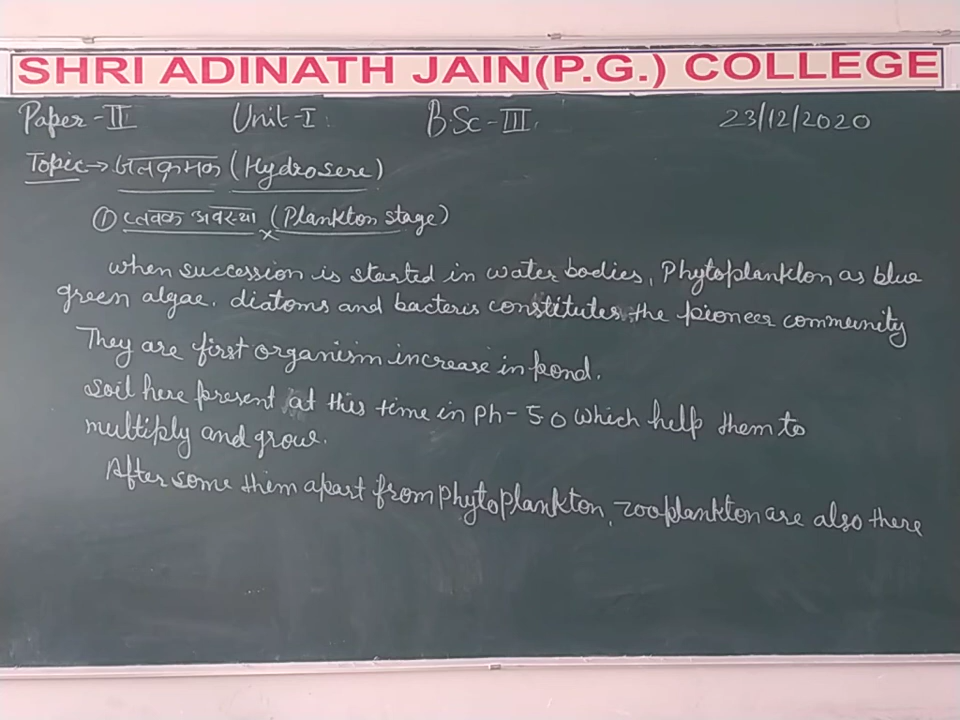 SHRI ADINATH JAIN(P.G.) COLLEGE
Paper-II Unit-I B.Sc-III. 23/12/2020
Topic→ जलक्रमक (Hydrosere)
① प्लवक अवस्था (Plankton stage)
when succession is started in water bodies, Phytoplankton as blue
green algae. diatoms and bacteris constitutes the pioneer community
They are first organism increase in pond.
soil here present at this time in Ph-5.0 which help them to
multiply and grow.
After some them apart from phytoplankton, zooplankton are also there